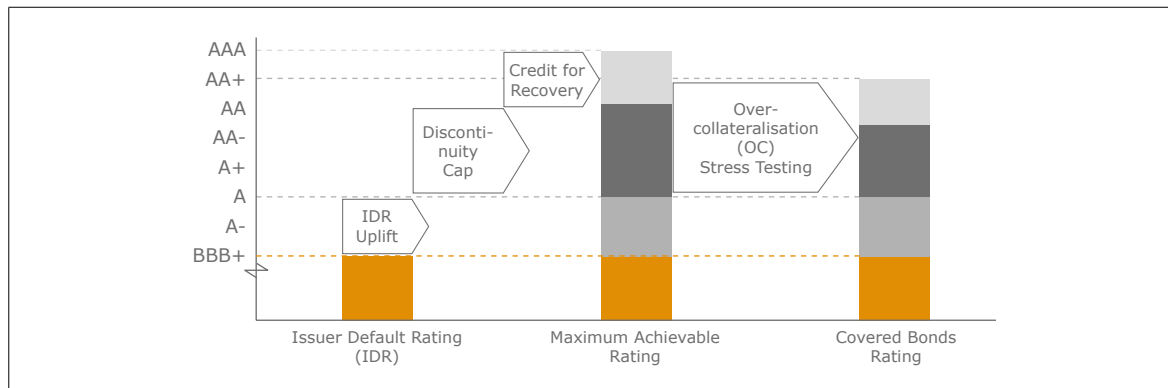 AAA
AA+
AA
AA-
A+
A
A-
BBB+
IDR
Uplift
Disconti-
nuity
Cap
Credit for
Recovery
Over-
collateralisation
(OC)
Stress Testing
Issuer Default Rating
(IDR)
Maximum Achievable
Rating
Covered Bonds
Rating